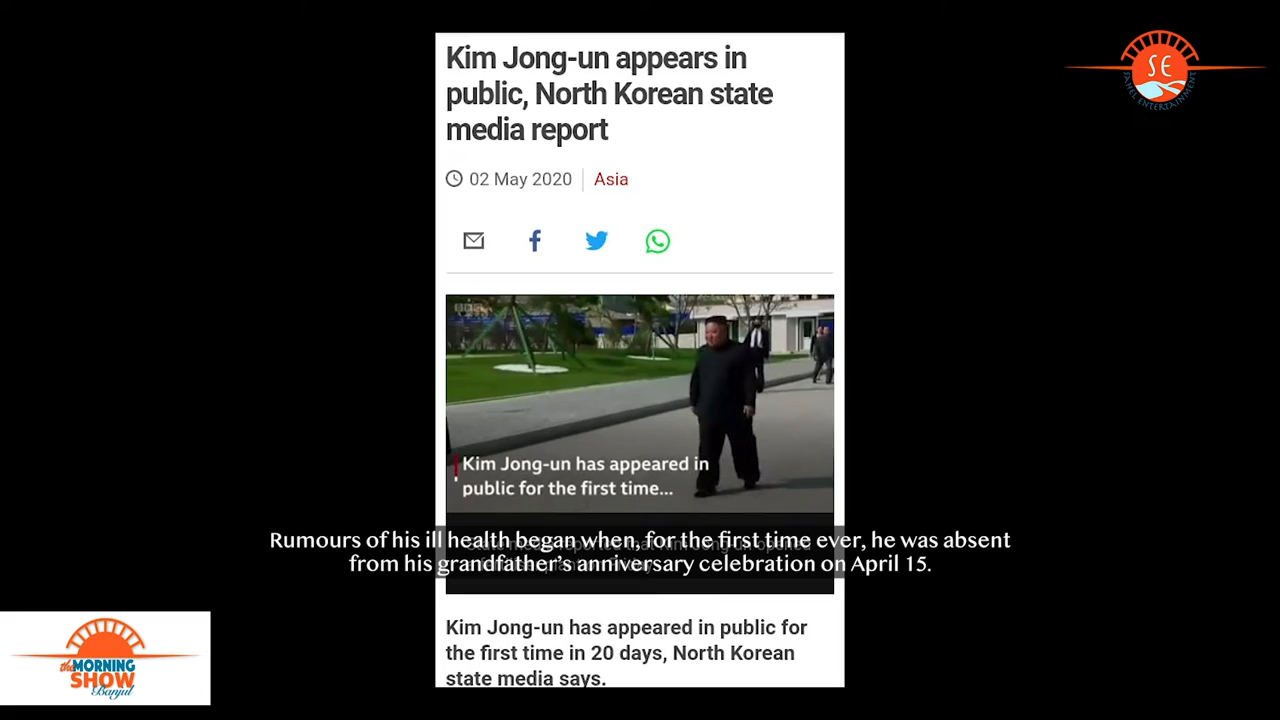 Kim Jong-un appears in
public, North Korean state
media report
02 May 2020
Asia
SE
SAHEL ENTERTAINMENT
BBC
Kim Jong-un has appeared in
public for the first time...
Rumours of his ill health began when, for the first time ever, he was absent
from his grandfather's anniversary celebration on April 15.
Kim Jong-un has appeared in public for
the first time in 20 days, North Korean
state media says.
the MORNING
SHOW
Banjul